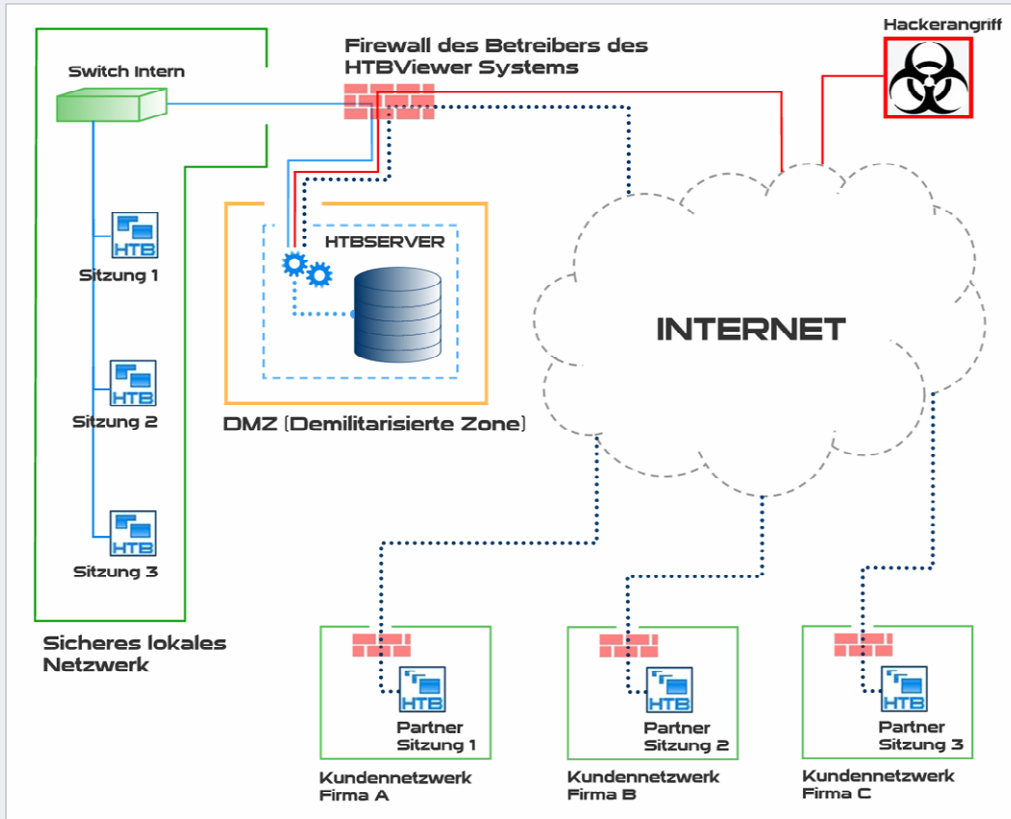 Hackerangriff
Firewall des Betreibers des
HTBViewer Systems
Switch Intern
HTB
Sitzung 1
HTBSERVER
INTERNET
HTB
Sitzung 2
DMZ (Demilitarisierte Zone)
HTB
Sitzung 3
Sicheres lokales
Netzwerk
HTB
Partner
Sitzung 1
Kundennetzwerk
Firma A
HTB
Partner
Sitzung 2
Kundennetzwerk
Firma B
HTB
Partner
Sitzung 3
Kundennetzwerk
Firma C